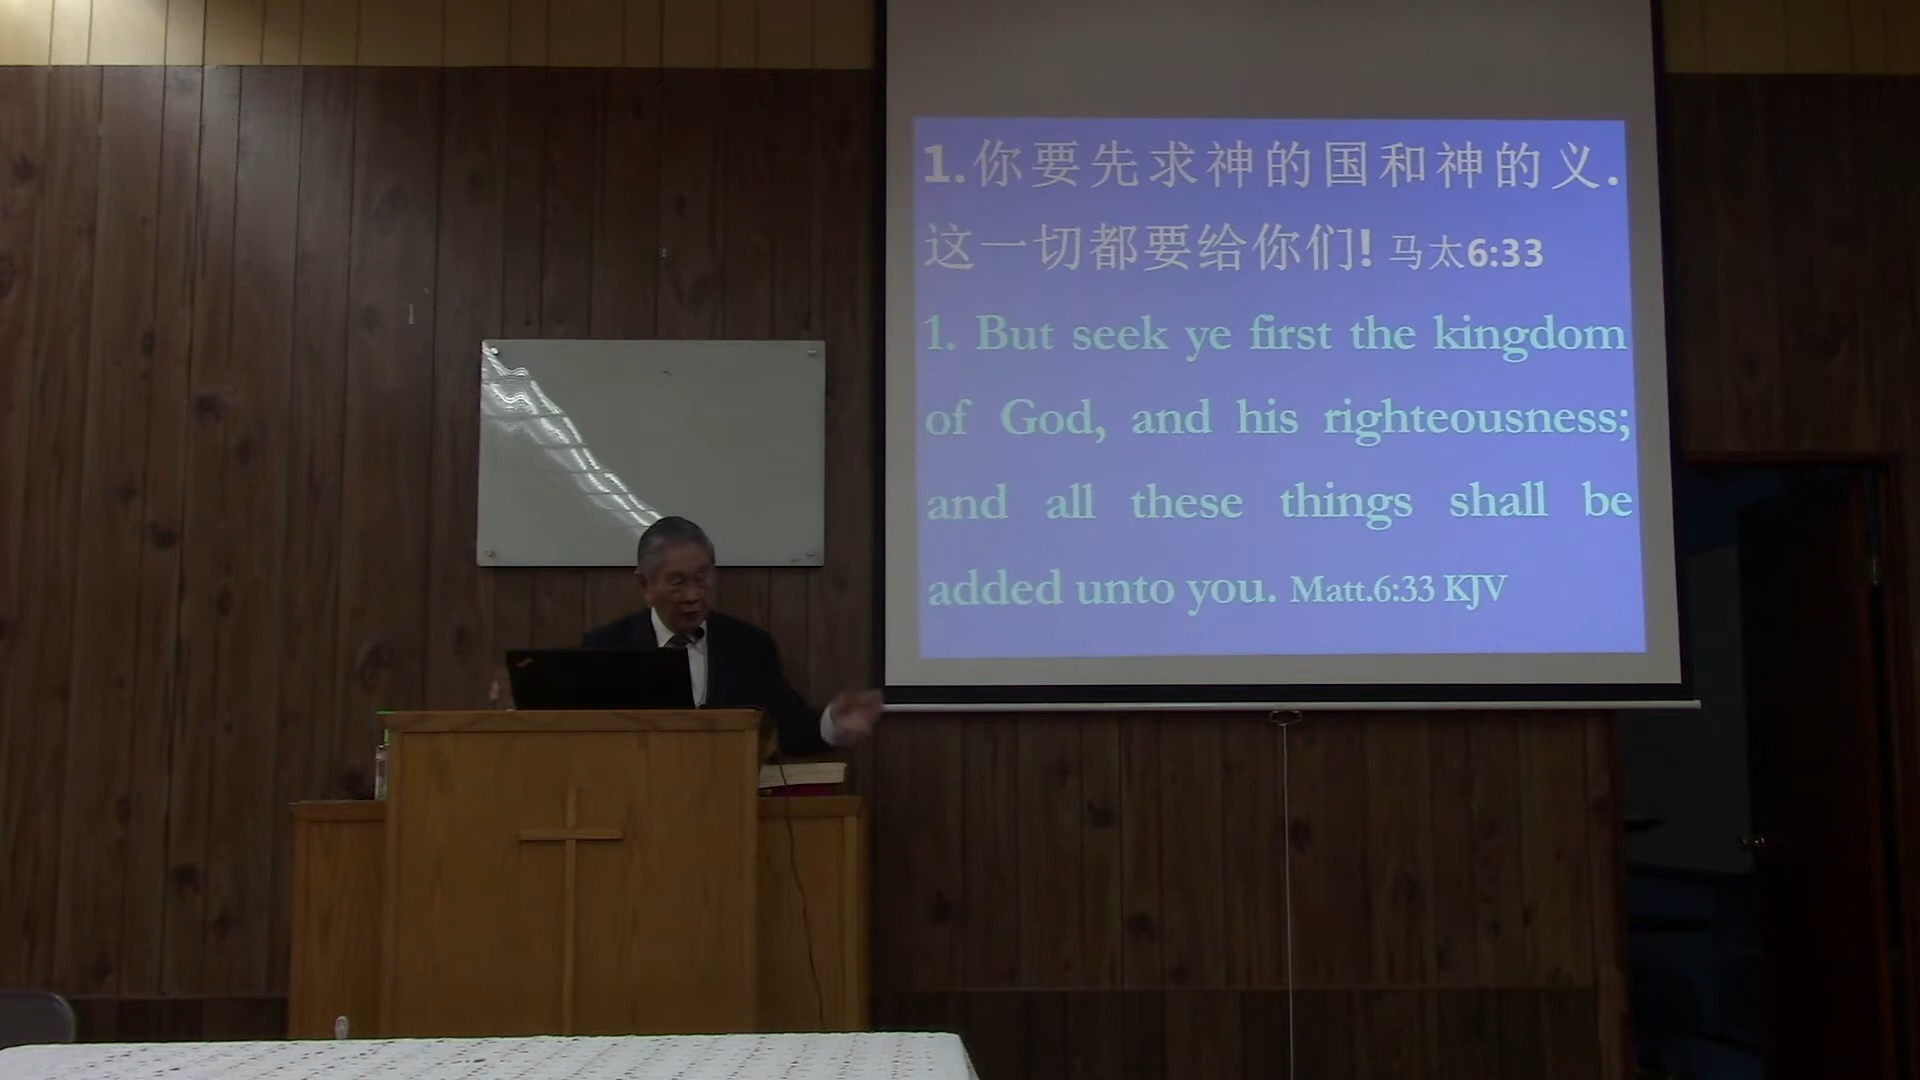 1.你要先求神的国和神的义.
这一切都要给你们! 马太6:33
1. But seek ye first the kingdom
of God, and his righteousness;
and all these things shall be
added unto you. Matt.6:33 KJV